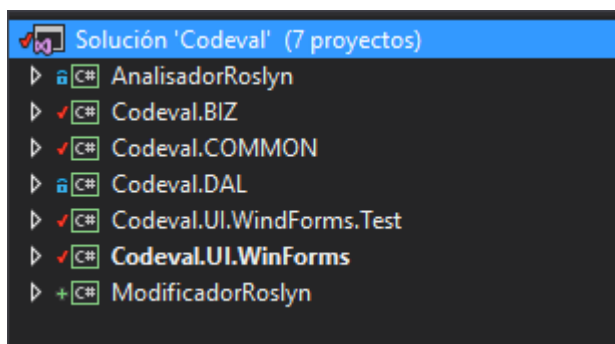 Solución 'Codeval' (7 proyectos)
C# AnalisadorRoslyn
C# Codeval.BIZ
C# Codeval.COMMON
C# Codeval.DAL
C# Codeval.UI.WindForms.Test
C# Codeval.UI.WinForms
C# ModificadorRoslyn